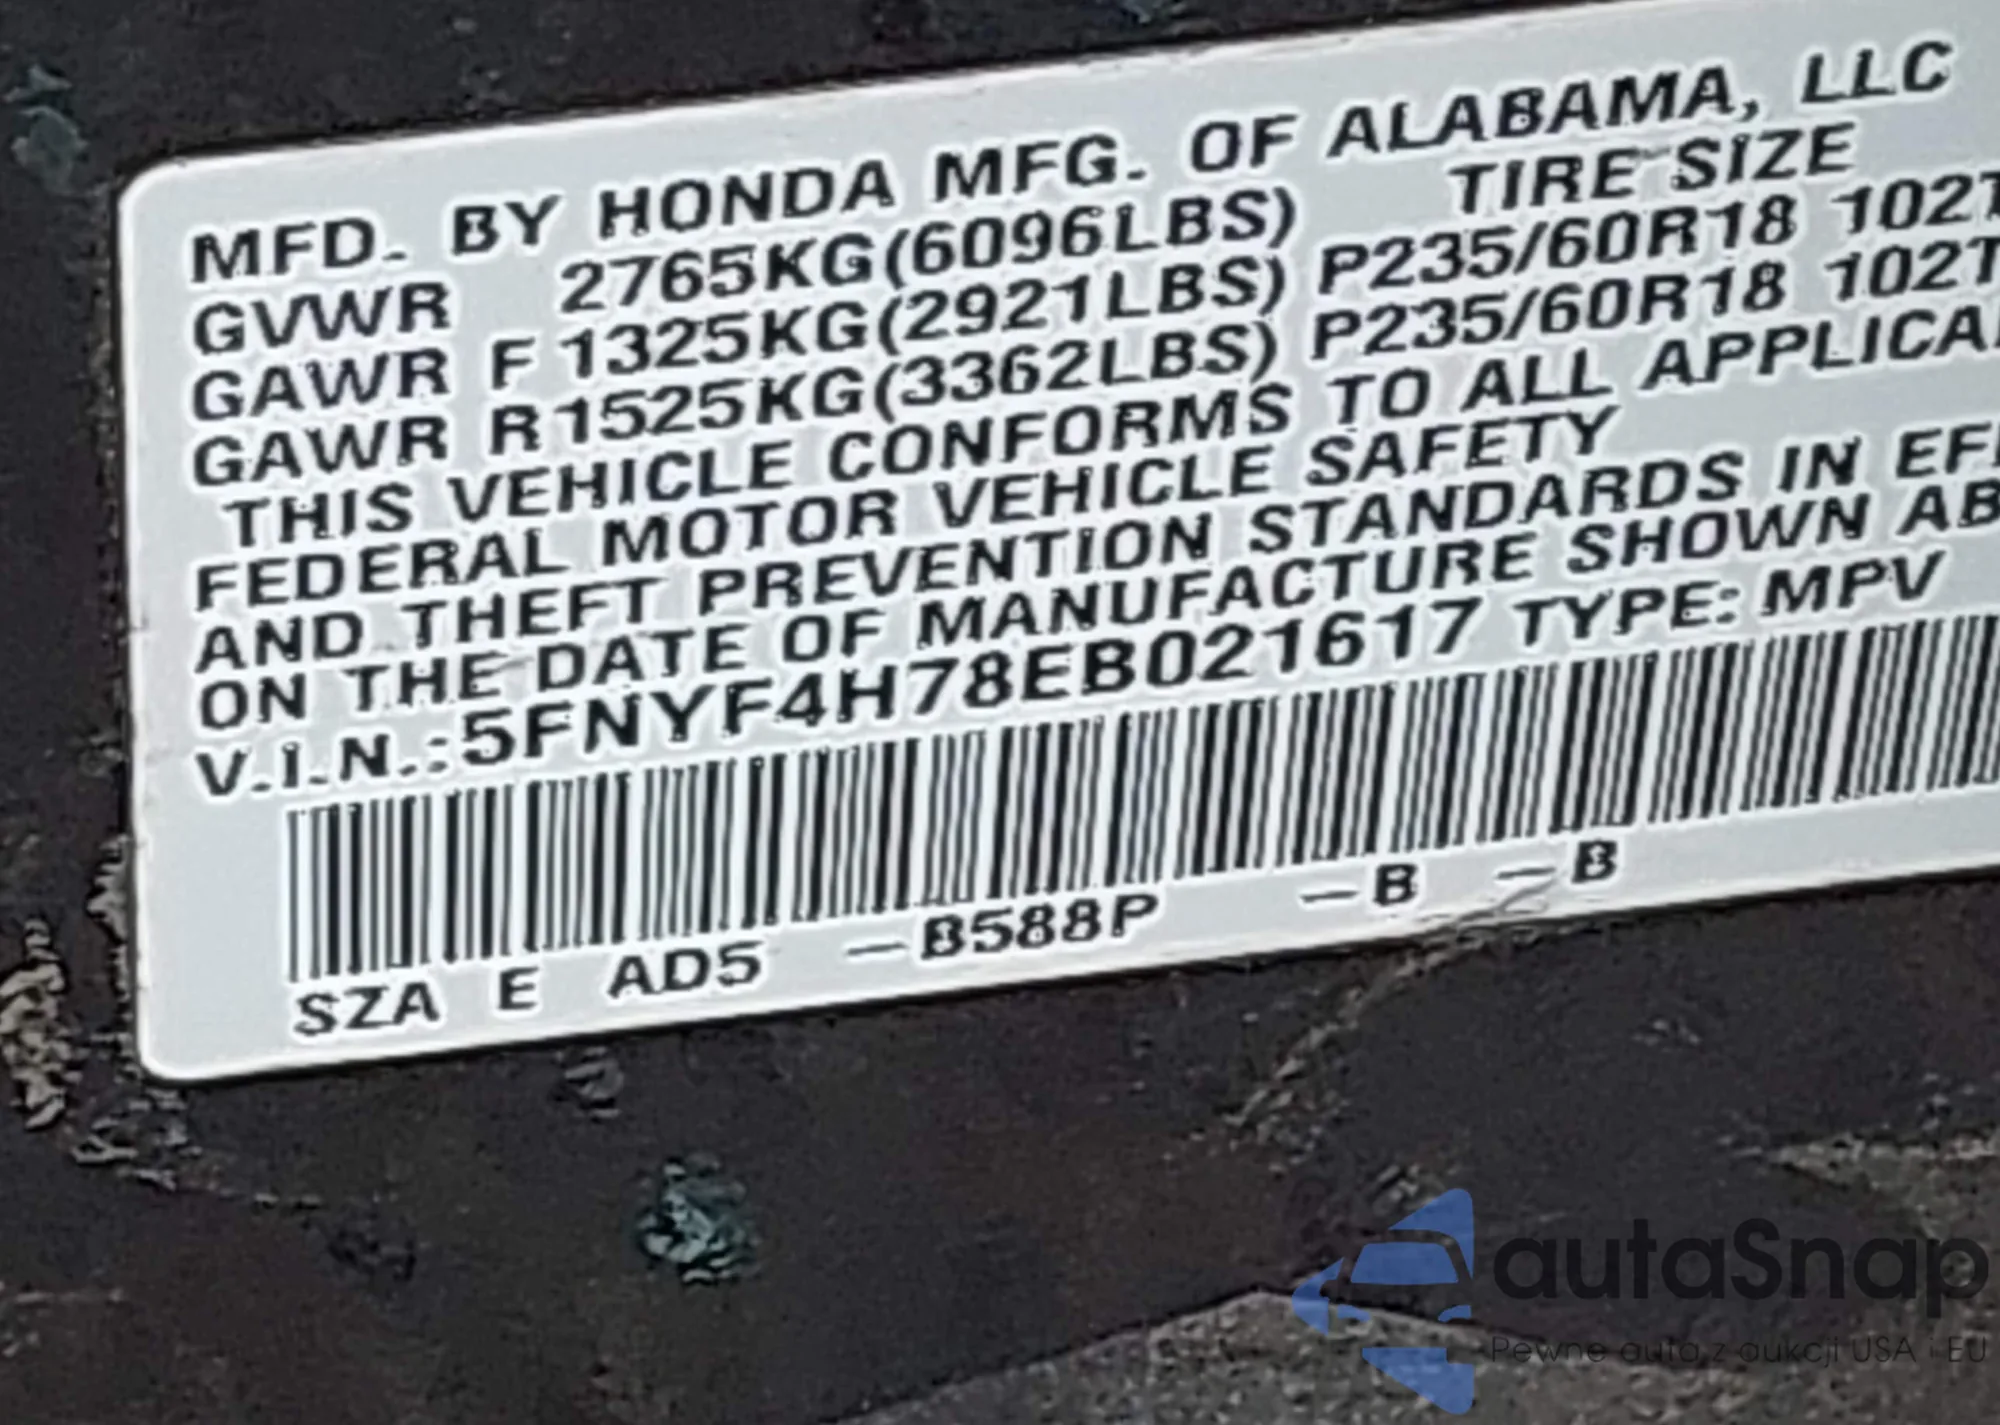 MFD. BY HONDA MFG. OF ALABAMA, LLC
GVWR 2765KG(6096LBS) TIRE SIZE
GAWR F 1325KG(2921LBS) P235/60R18 102T
GAWR R 1525KG(3362LBS) P235/60R18 102T
THIS VEHICLE CONFORMS TO ALL APPLICA
FEDERAL MOTOR VEHICLE SAFETY
AND THEFT PREVENTION STANDARDS IN EFF
ON THE DATE OF MANUFACTURE SHOWN AB
V.I.N.:5FNYF4H78EB021617 TYPE: MPV
SZA E AD5 –B588P –B –B
autaSnap
Pewne auta z aukcji USA i EU